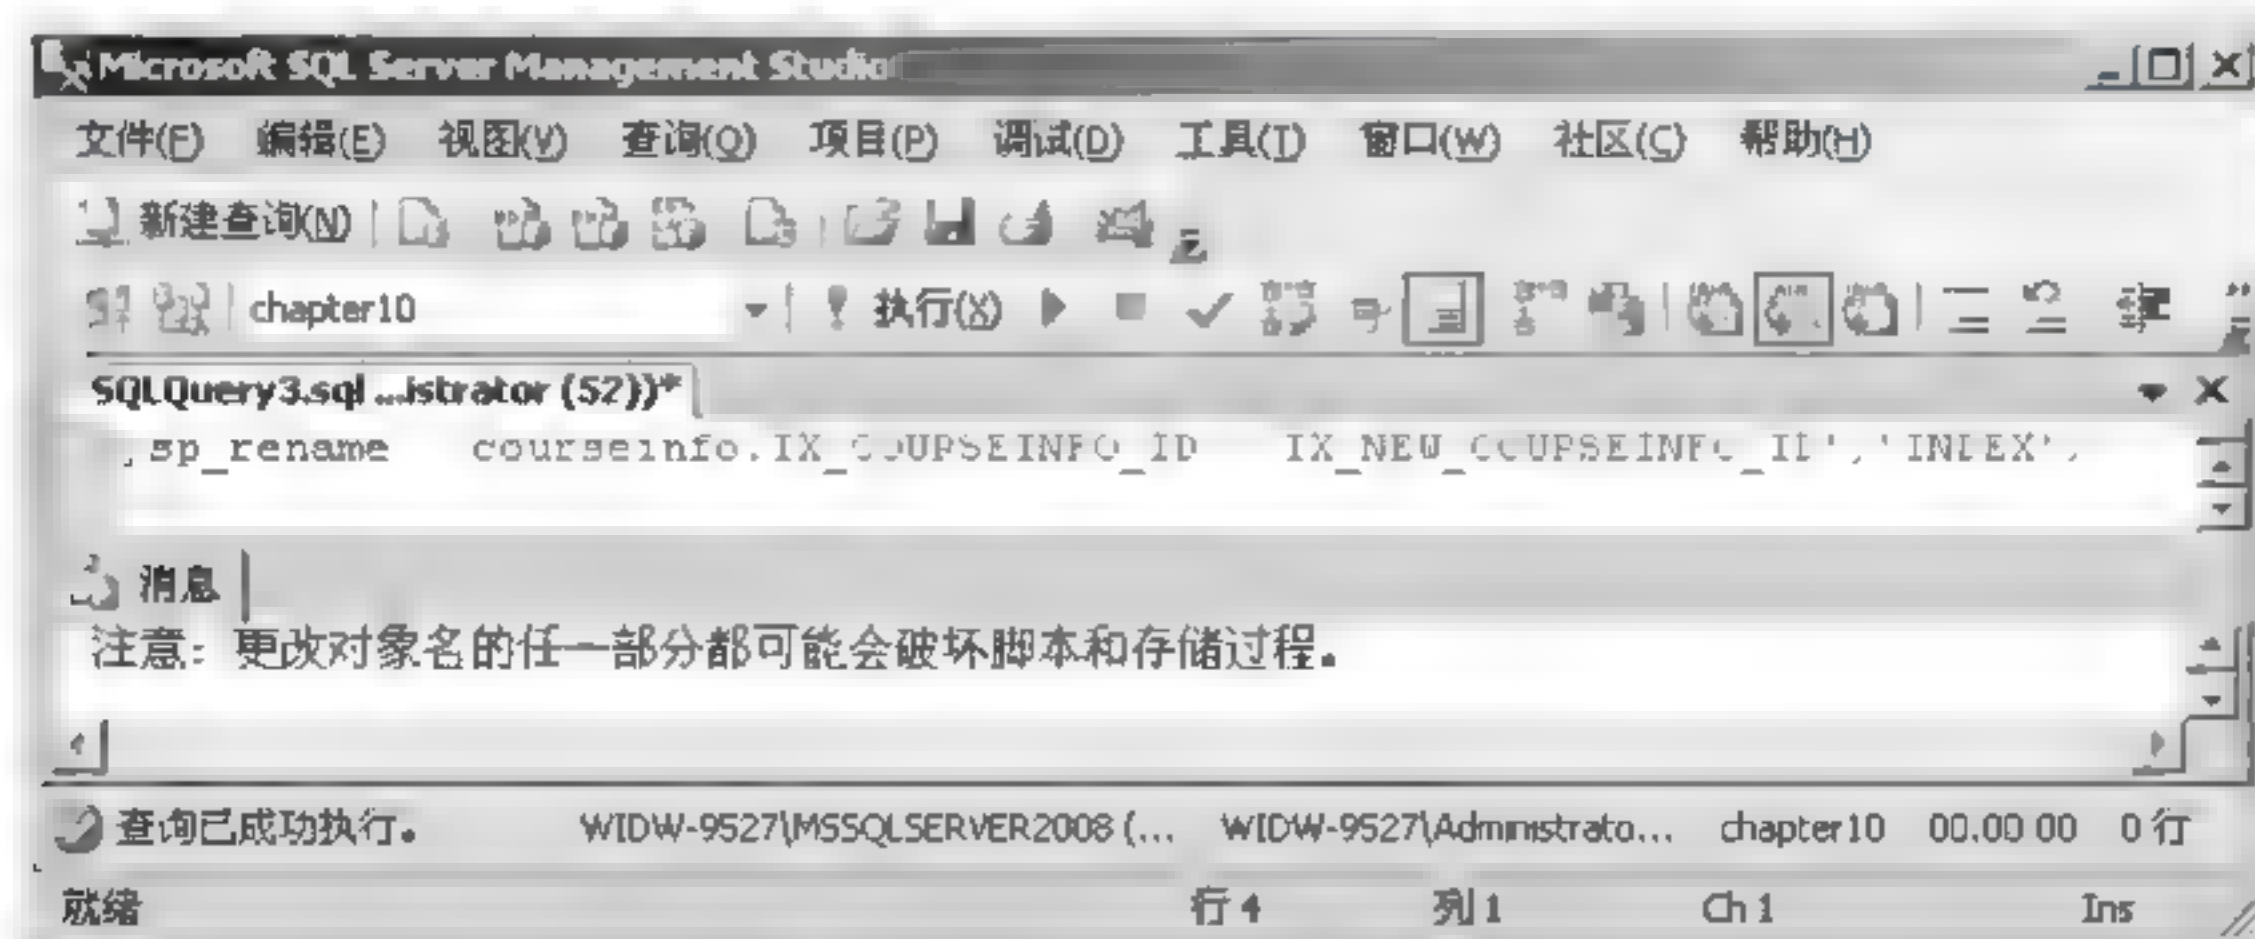 Microsoft SQL Server Management Studio
文件(F) 编辑(E) 视图(V) 查询(Q) 项目(P) 调试(D) 工具(T) 窗口(W) 社区(C) 帮助(H)
新建查询(N)
chapter10 执行(X)
SQLQuery3.sql ...istrator (52))*
sp_rename courseinfo.IX_COURSEINFO_ID IX_NEW_COURSEINFO_ID','INDEX';
消息
注意: 更改对象名的任一部分都可能会破坏脚本和存储过程。
查询已成功执行。 WIDW-9527\MSSQLSERVER2008 (... WIDW-9527\Administrato... chapter10 00:00:00 0 行
就绪 行 4 列 1 Ch 1 Ins